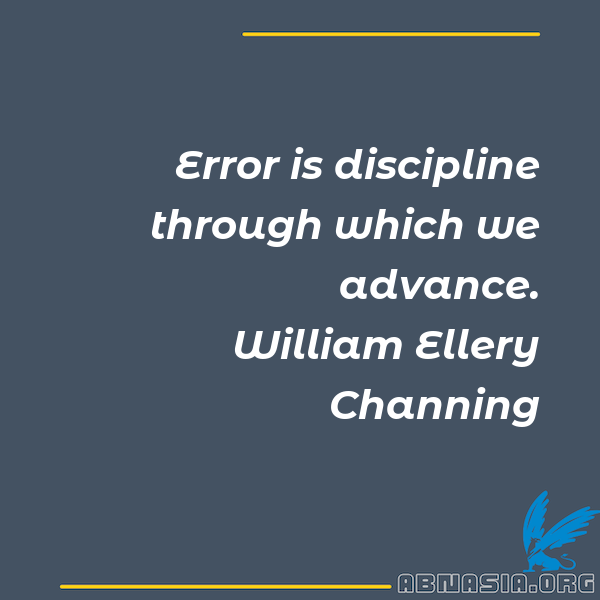 Error is discipline
through which we
advance.
William Ellery
Channing
ABNASIA.ORG